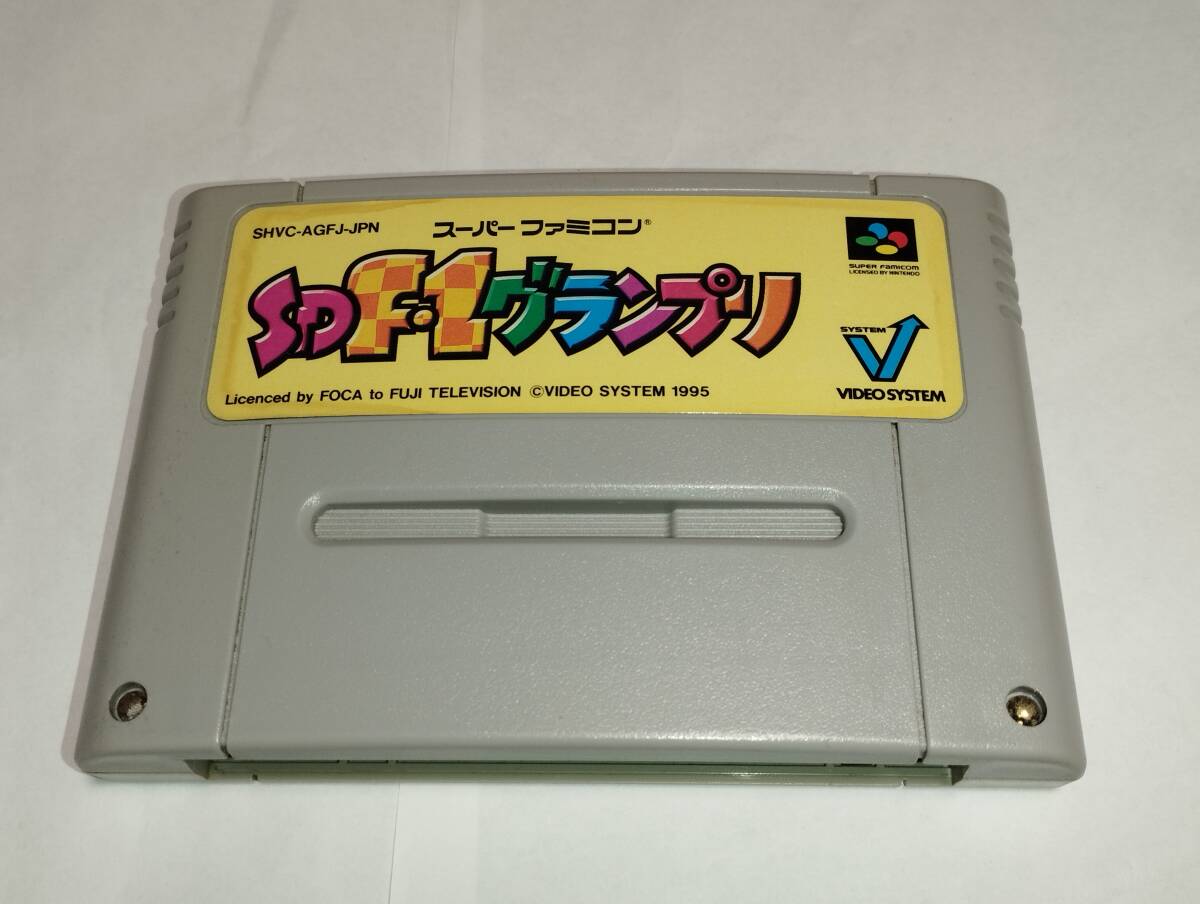 SHVC-AGFJ-JPN
スーパーファミコン®
SUPER FAMICOM
LICENSED BY NINTENDO
SD F-1グランプリ
SYSTEM
V
VIDEO SYSTEM
Licenced by FOCA to FUJI TELEVISION ©VIDEO SYSTEM 1995